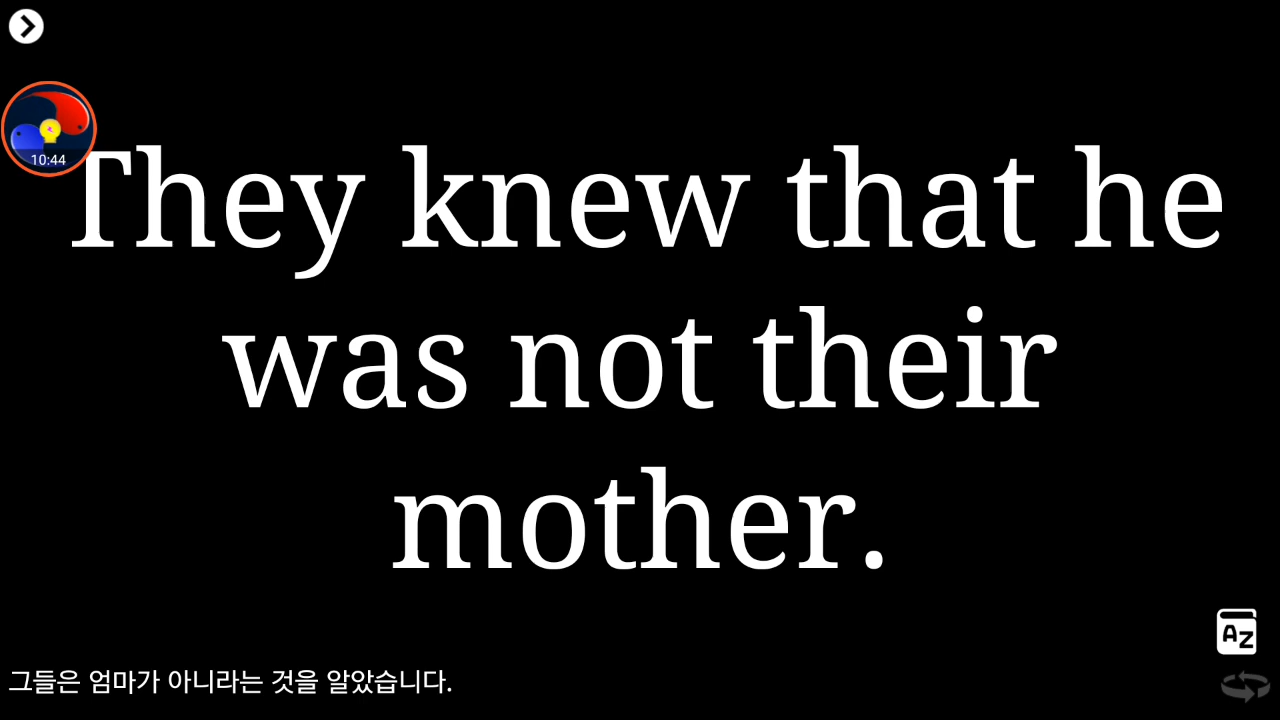 10:44
They knew that he
was not their
mother.
AZ
그들은 엄마가 아니라는 것을 알았습니다.